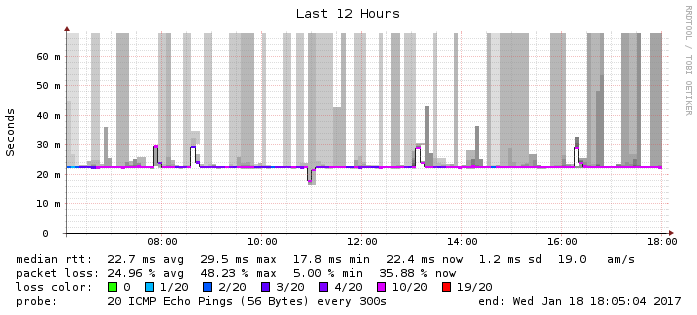 Last 12 Hours
RRDTOOL / TOBI OETIKER
Seconds
60 m
50 m
40 m
30 m
20 m
10 m
0
08:00 10:00 12:00 14:00 16:00 18:00
median rtt: 22.7 ms avg 29.5 ms max 17.8 ms min 22.4 ms now 1.2 ms sd 19.0 am/s
packet loss: 24.96 % avg 48.23 % max 5.00 % min 35.88 % now
loss color: 0 1/20 2/20 3/20 4/20 10/20 19/20
probe: 20 ICMP Echo Pings (56 Bytes) every 300s end: Wed Jan 18 18:05:04 2017